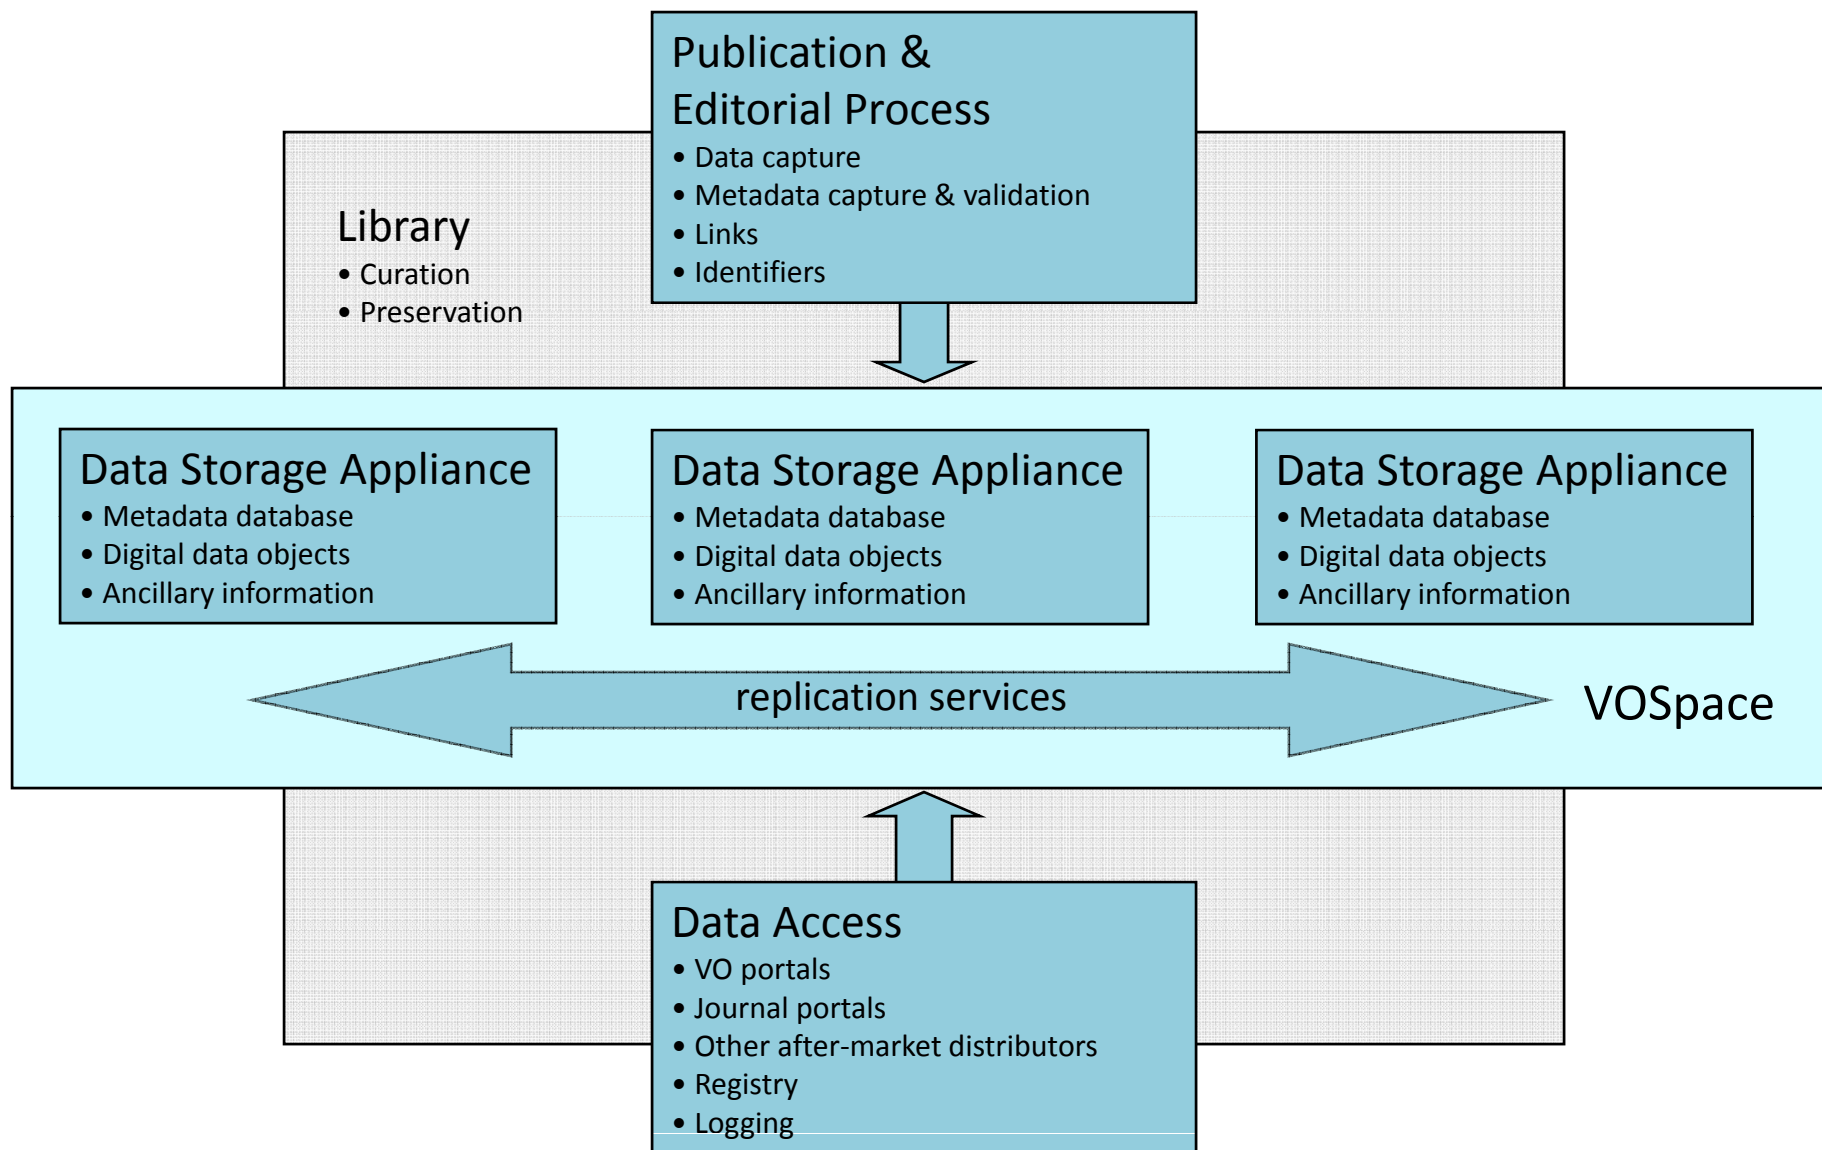 Publication &
Editorial Process
• Data capture
• Metadata capture & validation
• Links
• Identifiers
Library
• Curation
• Preservation
Data Storage Appliance
• Metadata database
• Digital data objects
• Ancillary information
Data Storage Appliance
• Metadata database
• Digital data objects
• Ancillary information
Data Storage Appliance
• Metadata database
• Digital data objects
• Ancillary information
replication services
VOSpace
Data Access
• VO portals
• Journal portals
• Other after-market distributors
• Registry
• Logging